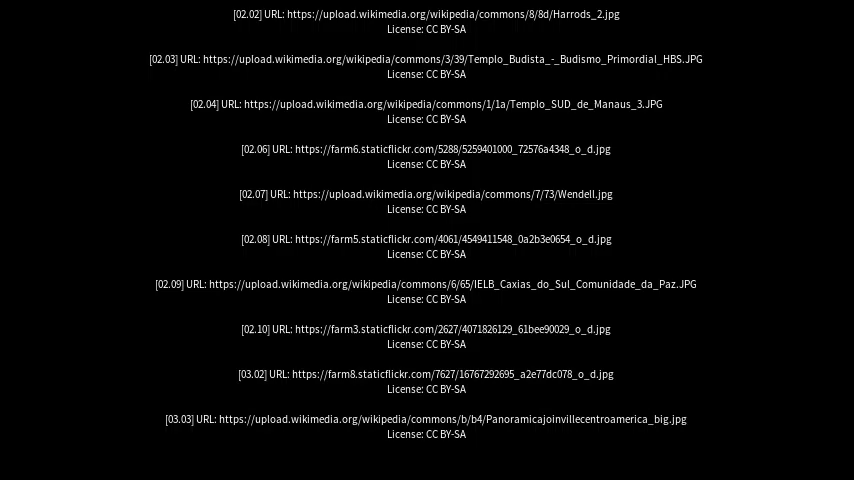 [02.02] URL: https://upload.wikimedia.org/wikipedia/commons/8/8d/Harrods_2.jpg
License: CC BY-SA
[02.03] URL: https://upload.wikimedia.org/wikipedia/commons/3/39/Templo_Budista_-_Budismo_Primordial_HBS.JPG
License: CC BY-SA
[02.04] URL: https://upload.wikimedia.org/wikipedia/commons/1/1a/Templo_SUD_de_Manaus_3.JPG
License: CC BY-SA
[02.06] URL: https://farm6.staticflickr.com/5288/5259401000_72576a4348_o_d.jpg
License: CC BY-SA
[02.07] URL: https://upload.wikimedia.org/wikipedia/commons/7/73/Wendell.jpg
License: CC BY-SA
[02.08] URL: https://farm5.staticflickr.com/4061/4549411548_0a2b3e0654_o_d.jpg
License: CC BY-SA
[02.09] URL: https://upload.wikimedia.org/wikipedia/commons/6/65/IELB_Caxias_do_Sul_Comunidade_da_Paz.JPG
License: CC BY-SA
[02.10] URL: https://farm3.staticflickr.com/2627/4071826129_61bee90029_o_d.jpg
License: CC BY-SA
[03.02] URL: https://farm8.staticflickr.com/7627/16767292695_a2e77dc078_o_d.jpg
License: CC BY-SA
[03.03] URL: https://upload.wikimedia.org/wikipedia/commons/b/b4/Panoramicajoinvillecentroamerica_big.jpg
License: CC BY-SA